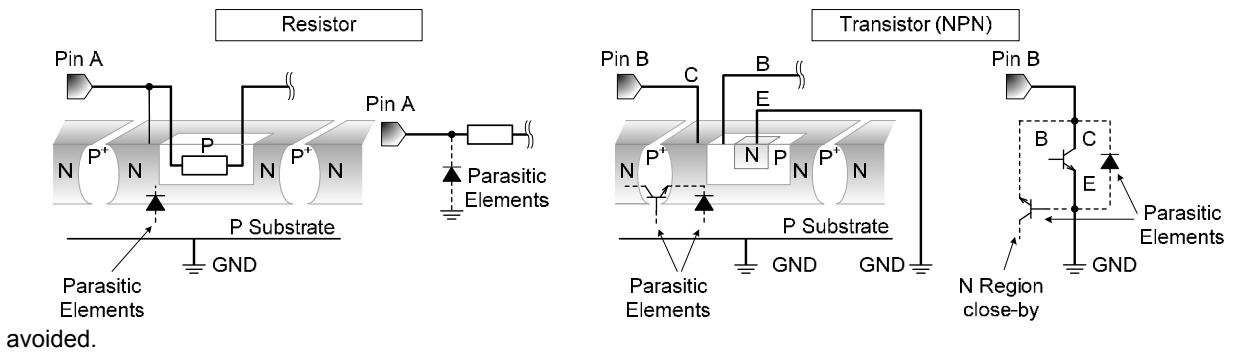 Resistor
Transistor (NPN)
Pin A
Pin B
C
B
E
Pin B
Pin A
N
P+
N
P
N
P+
N
Parasitic
Elements
P Substrate
GND
Parasitic
Elements
N
P+
N
N
P
P+
N
N
P Substrate
GND
GND
Parasitic
Elements
B
C
E
Parasitic
Elements
GND
N Region
close-by
avoided.